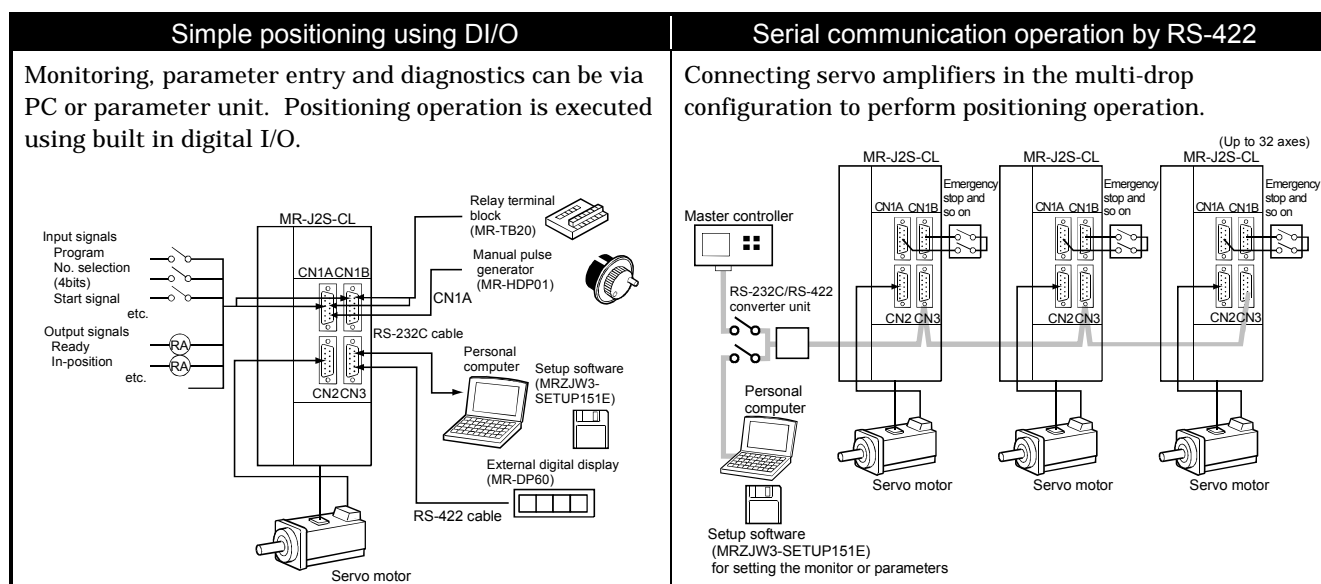 Simple positioning using DI/O
Monitoring, parameter entry and diagnostics can be via
PC or parameter unit. Positioning operation is executed
using built in digital I/O.
MR-J2S-CL
Input signals
Program
No. selection
(4bits)
Start signal
etc.
Output signals
Ready
In-position
etc.
RA
RA
CN1A CN1B
CN2 CN3
Relay terminal
block
(MR-TB20)
Manual pulse
generator
(MR-HDP01)
CN1A
RS-232C cable
Personal
computer
Setup software
(MRZJW3-
SETUP151E)
External digital display
(MR-DP60)
RS-422 cable
Servo motor
Serial communication operation by RS-422
Connecting servo amplifiers in the multi-drop
configuration to perform positioning operation.
(Up to 32 axes)
MR-J2S-CL
MR-J2S-CL
MR-J2S-CL
CN1A CN1B
Emergency
stop and
so on
CN1A CN1B
Emergency
stop and
so on
CN1A CN1B
Emergency
stop and
so on
Master controller
RS-232C/RS-422
converter unit
CN2 CN3
CN2 CN3
CN2 CN3
Personal
computer
Servo motor
Servo motor
Servo motor
Setup software
(MRZJW3-SETUP151E)
for setting the monitor or parameters